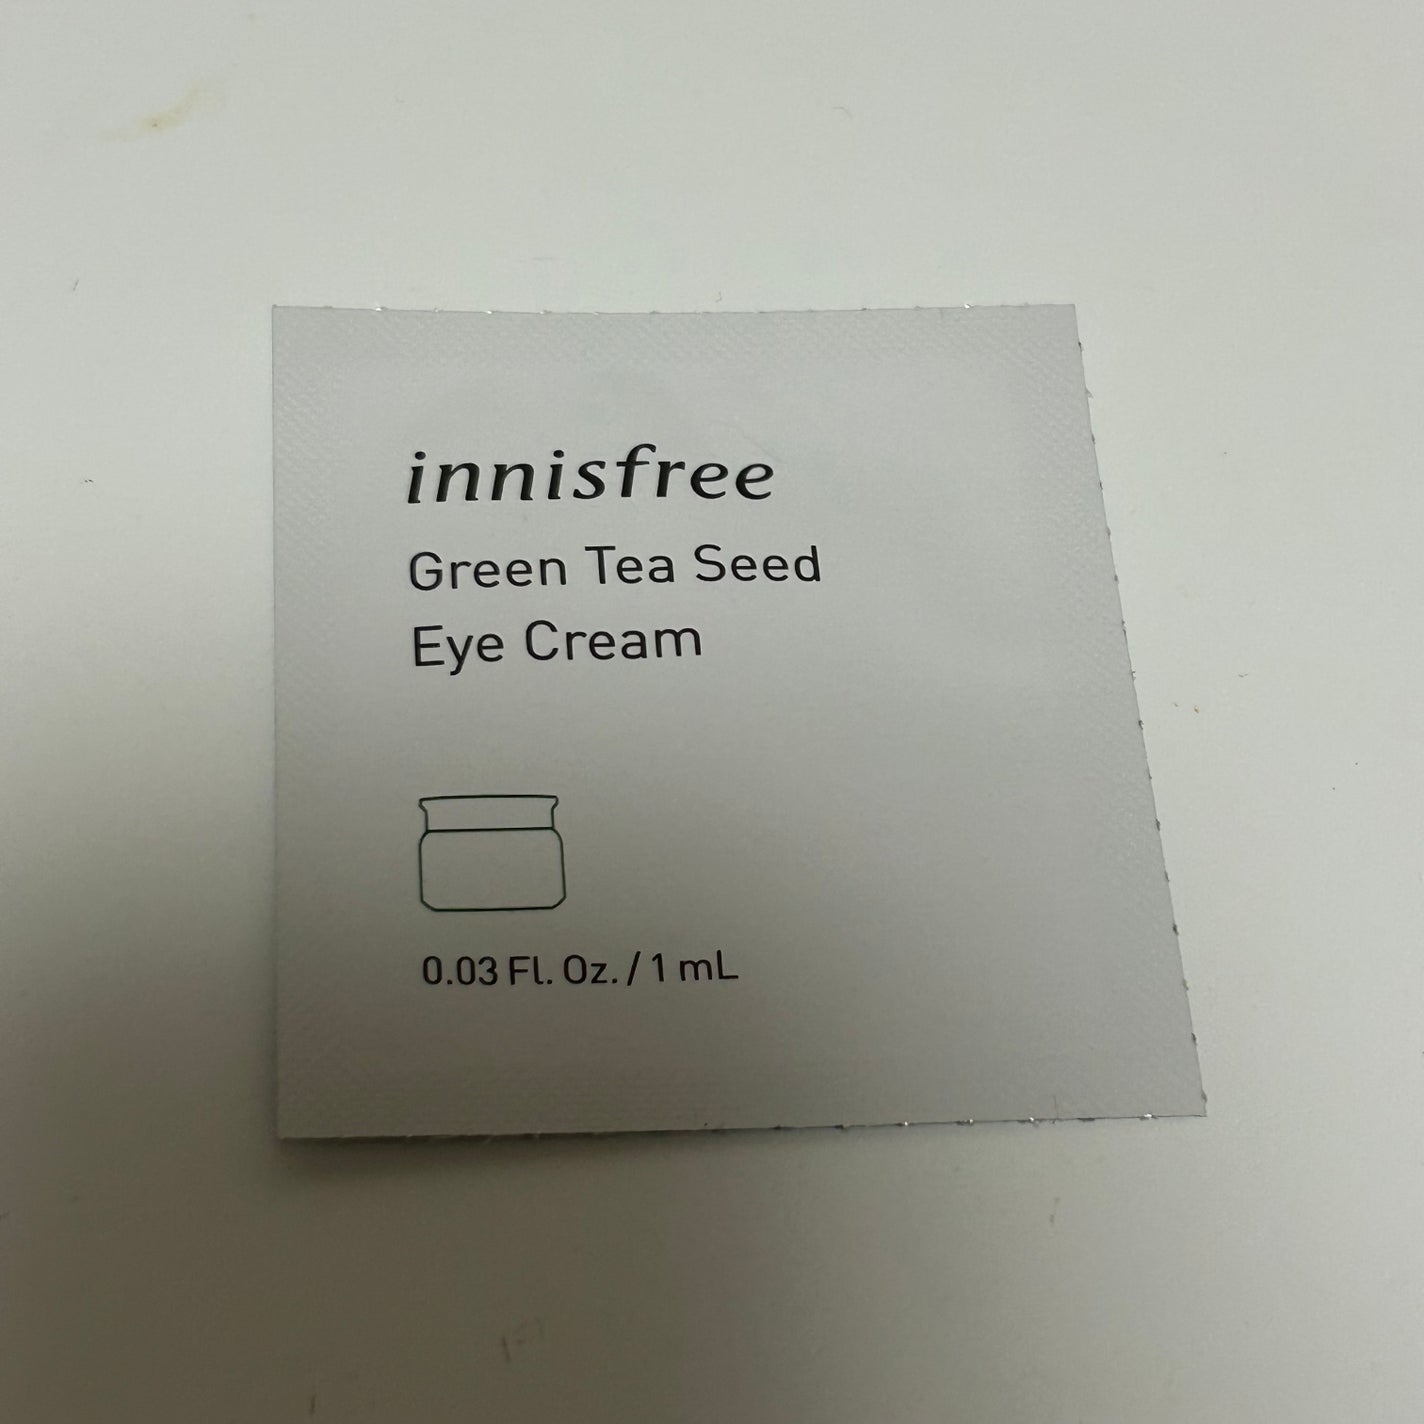 innisfree
Green Tea Seed
Eye Cream
0.03 Fl. Oz. / 1 mL